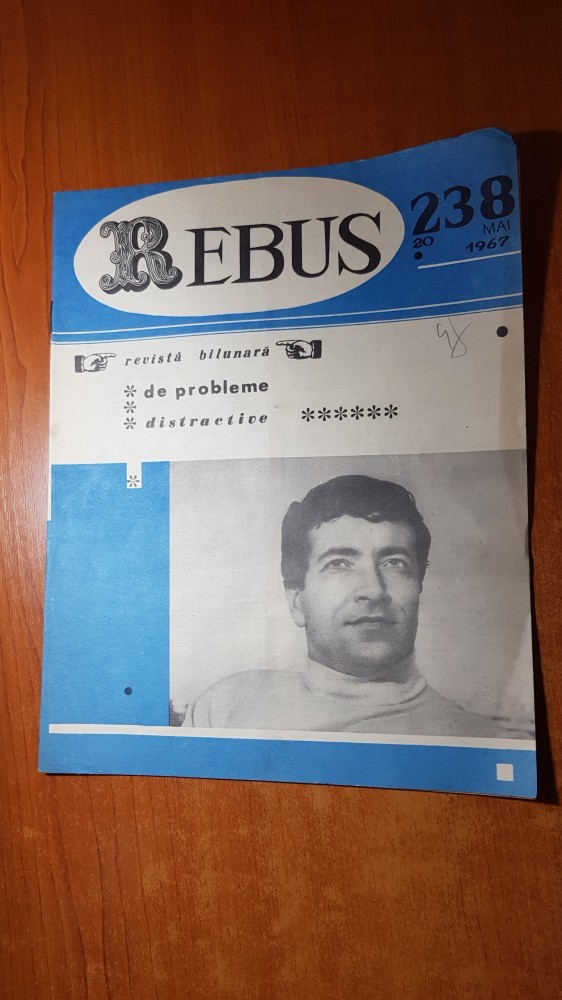 REBUS
238
20 MAI 1967
revistă bilunară
* de probleme
*
* distractive ******
*